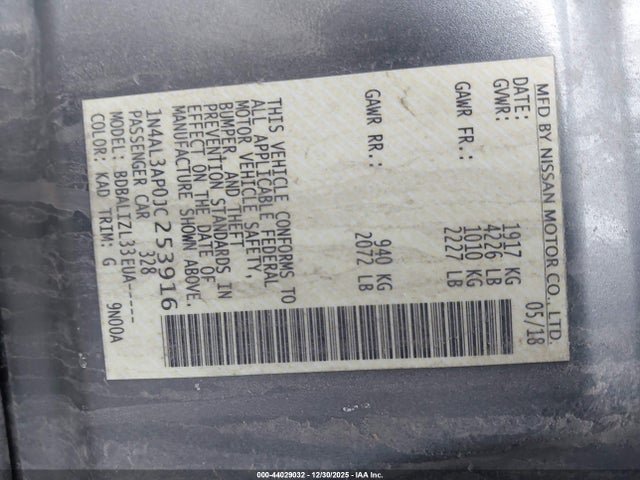 MFD BY NISSAN MOTOR CO., LTD.
DATE: 05/18
GVWR: 1917 KG
4226 LB
GAWR FR.: 1010 KG
2227 LB
GAWR RR.: 940 KG
2072 LB
THIS VEHICLE CONFORMS TO
ALL APPLICABLE FEDERAL
MOTOR VEHICLE SAFETY,
BUMPER, AND THEFT
PREVENTION STANDARDS IN
EFFECT ON THE DATE OF
MANUFACTURE SHOWN ABOVE.
1N4AL3AP0JC253916
PASSENGER CAR 338
MODEL: BDBALIZL33EUA-----
COLOR: KAD TRIM: G 9N00A
000-44029032 - 12/30/2025 - IAA Inc.